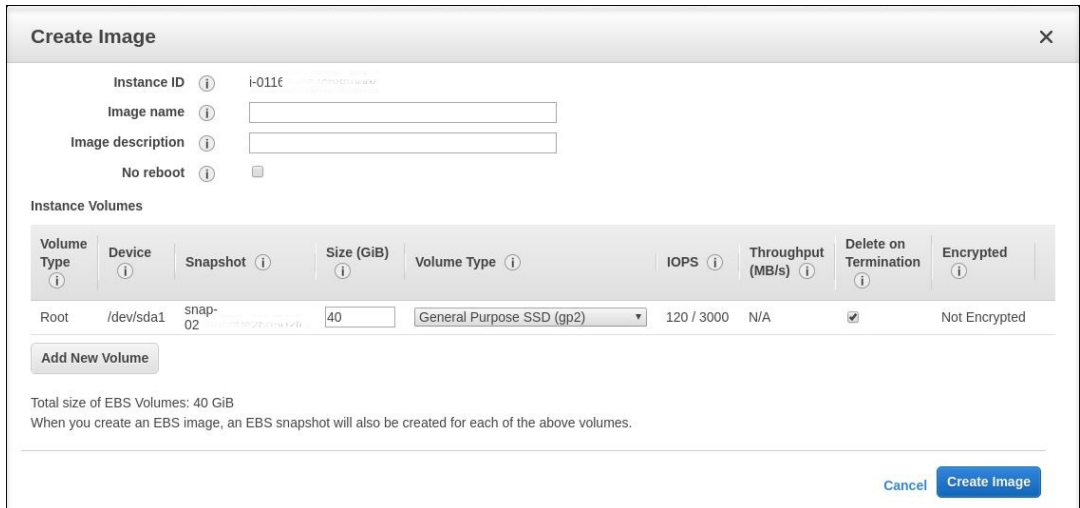 Create Image
Instance ID i-0116
Image name
Image description
No reboot
Instance Volumes
Volume Type Device Snapshot Size (GiB) Volume Type IOPS Throughput (MB/s) Delete on Termination Encrypted
Root /dev/sda1 snap-02 40 General Purpose SSD (gp2) 120 / 3000 N/A Not Encrypted
Add New Volume
Total size of EBS Volumes: 40 GiB
When you create an EBS image, an EBS snapshot will also be created for each of the above volumes.
Cancel Create Image